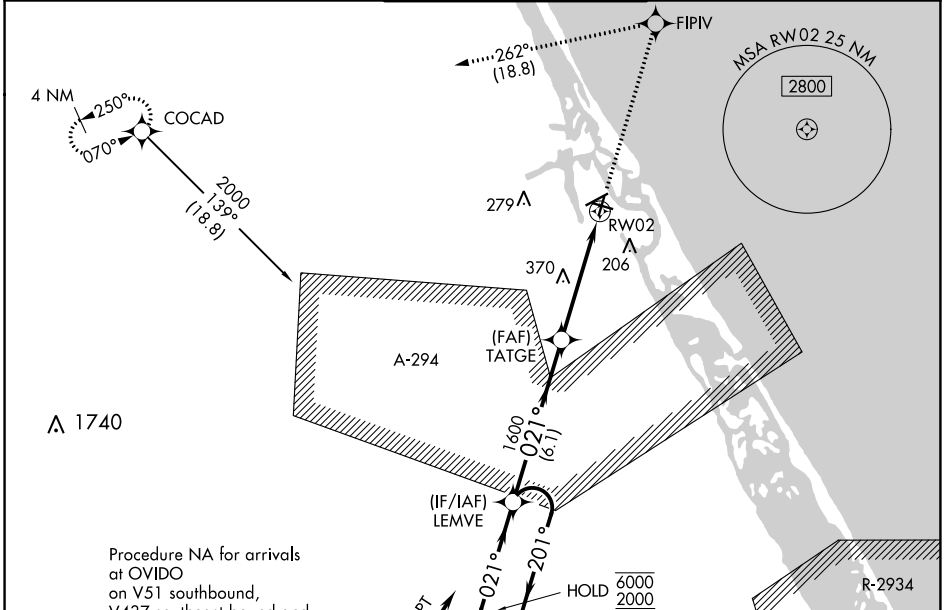 FIPIV
262°
(18.8)
MSA RW02 25 NM
2800
4 NM
250°
070°
COCAD
2000
139°
(18.8)
279
RW02
206
370
(FAF)
TATGE
A-294
1740
1600
021°
(6.1)
(IF/IAF)
LEMVE
Procedure NA for arrivals
at OVIDO
on V51 southbound,
021°
201°
HOLD
6000
2000
R-2934